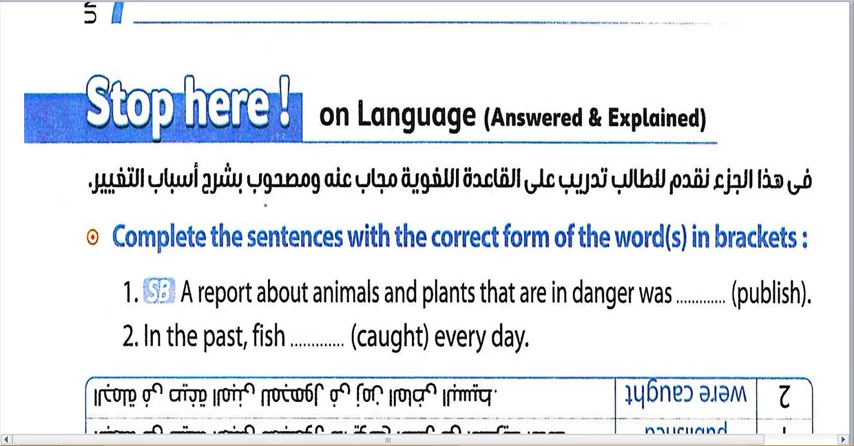 7
Stop here ! on Language (Answered & Explained)
فى هذا الجزء نقدم للطالب تدريب على القاعدة اللغوية مجاب عنه ومصحوب بشرح أسباب التغيير.
Complete the sentences with the correct form of the word(s) in brackets :
1. SB A report about animals and plants that are in danger was ............. (publish).
2. In the past, fish ............. (caught) every day.
2 were caught
1 published